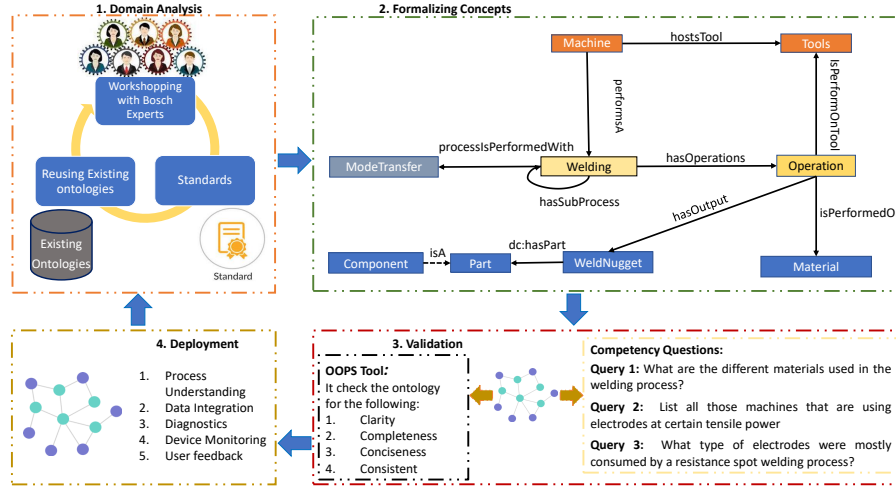 1. Domain Analysis
Workshopping
with Bosch
Experts
Reusing Existing
ontologies
Standards
Existing
Ontologies
Standard
2. Formalizing Concepts
Machine
hostsTool
Tools
performsA
IsPerformOnTool
processIsPerformedWith
ModeTransfer
Welding
hasOperations
Operation
hasSubProcess
hasOutput
isPerformedO
Component
isA
Part
dc:hasPart
WeldNugget
Material
4. Deployment
1. Process
Understanding
2. Data Integration
3. Diagnostics
4. Device Monitoring
5. User feedback
3. Validation
OOPS Tool:
It check the ontology
for the following:
1. Clarity
2. Completeness
3. Conciseness
4. Consistent
Competency Questions:
Query 1: What are the different materials used in the
welding process?
Query 2: List all those machines that are using
electrodes at certain tensile power
Query 3: What type of electrodes were mostly
consumed by a resistance spot welding process?